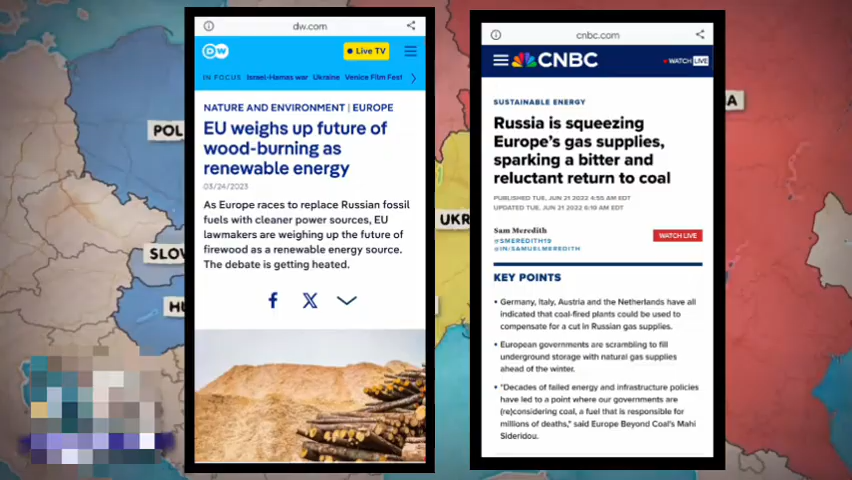 dw.com
DW
Live TV
IN FOCUS Israel-Hamas war Ukraine Venice Film Fest
NATURE AND ENVIRONMENT | EUROPE
EU weighs up future of
wood-burning as
renewable energy
03/24/2023
As Europe races to replace Russian fossil
fuels with cleaner power sources, EU
lawmakers are weighing up the future of
firewood as a renewable energy source.
The debate is getting heated.
cnbc.com
CNBC
WATCH LIVE
SUSTAINABLE ENERGY
Russia is squeezing
Europe's gas supplies,
sparking a bitter and
reluctant return to coal
PUBLISHED TUE, JUN 21 2022 4:55 AM EDT
UPDATED TUE, JUN 21 2022 6:19 AM EDT
Sam Meredith
@SMEREDITH19
@IN/SAMUELMEREDITH
WATCH LIVE
KEY POINTS
• Germany, Italy, Austria and the Netherlands have all
indicated that coal-fired plants could be used to
compensate for a cut in Russian gas supplies.
• European governments are scrambling to fill
underground storage with natural gas supplies
ahead of the winter.
• "Decades of failed energy and infrastructure policies
have led to a point where our governments are
(re)considering coal, a fuel that is responsible for
millions of deaths," said Europe Beyond Coal's Mahi
Sideridou.
POL
SLOV
HU
UKR
A